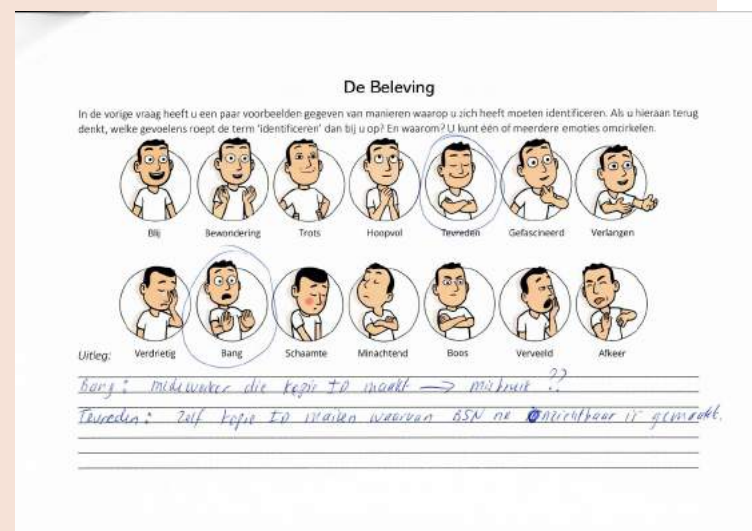 De Beleving
In de vorige vraag heeft u een paar voorbeelden gegeven van manieren waarop u zich heeft moeten identificeren. Als u hieraan terug
denkt, welke gevoelens roept de term 'identificeren' dan bij u op? En waarom? U kunt één of meerdere emoties omcirkelen.
Blij Bewondering Trots Hoopvol Tevreden Gefascineerd Verlangen
Verdrietig Bang Schaamte Minachtend Boos Verveeld Afkeer
Uitleg:
Bang: medewerker die kopie ID maakt → misbruik ??
Tevreden: Zelf kopie ID maken waarvan BSN nr onzichtbaar is gemaakt.